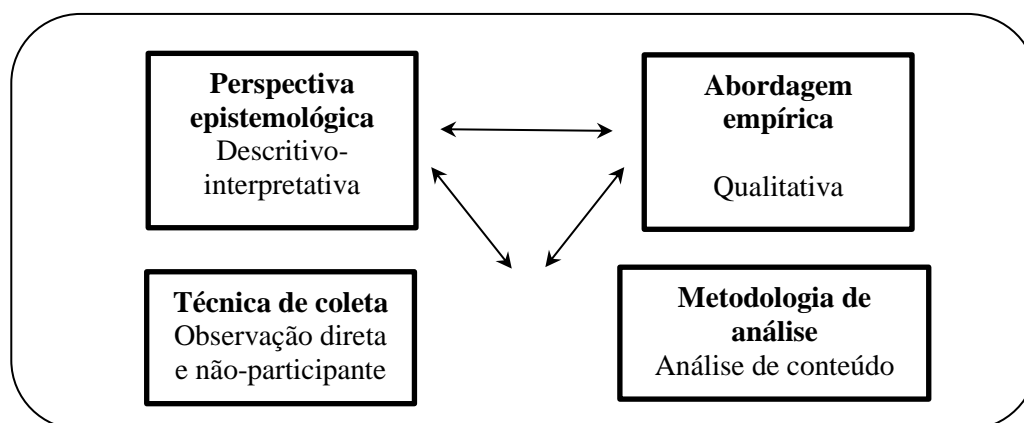 Perspectiva
epistemológica
Descritivo-
interpretativa
Abordagem
empírica
Qualitativa
Técnica de coleta
Observação direta
e não-participante
Metodologia de
análise
Análise de conteúdo